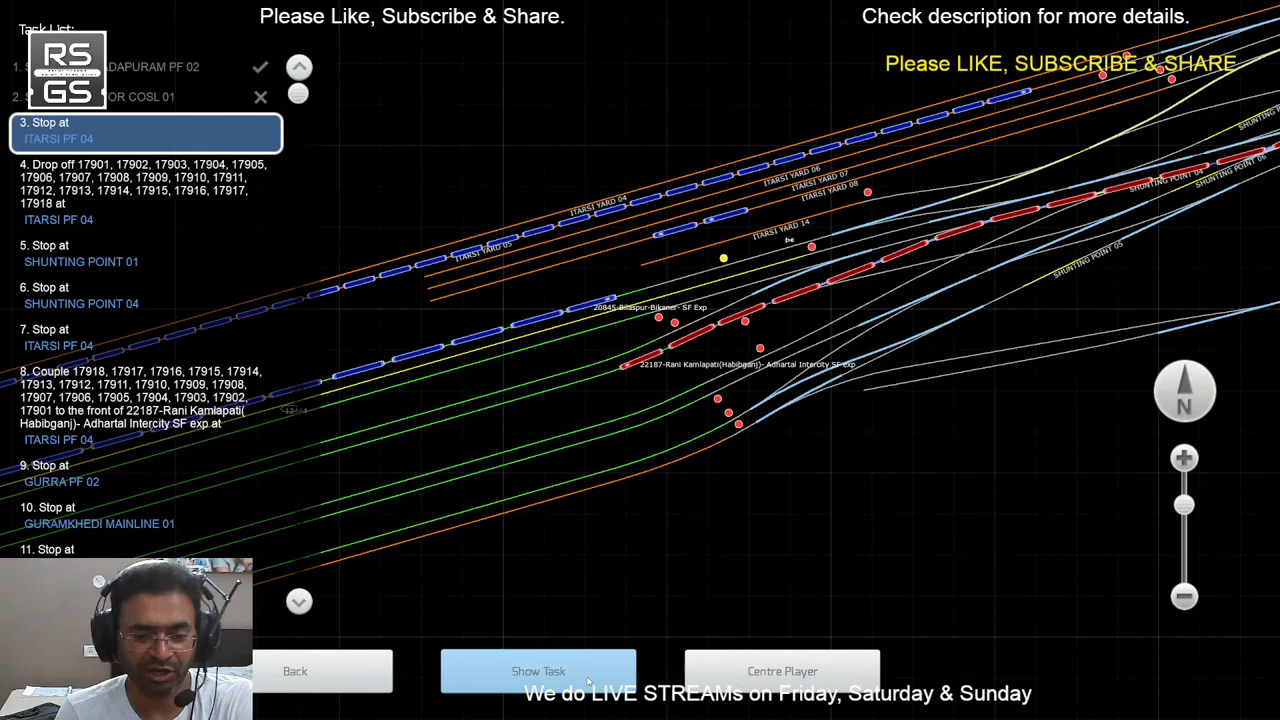 Please Like, Subscribe & Share.
Check description for more details.
Please LIKE, SUBSCRIBE & SHARE
Task List:
RS
GS
ADAPURAM PF 02
OR COSL 01
3. Stop at
ITARSI PF 04
4. Drop off 17901, 17902, 17903, 17904, 17905,
17906, 17907, 17908, 17909, 17910, 17911,
17912, 17913, 17914, 17915, 17916, 17917,
17918 at
ITARSI PF 04
5. Stop at
SHUNTING POINT 01
6. Stop at
SHUNTING POINT 04
7. Stop at
ITARSI PF 04
8. Couple 17918, 17917, 17916, 17915, 17914,
17913, 17912, 17911, 17910, 17909, 17908,
17907, 17906, 17905, 17904, 17903, 17902,
17901 to the front of 22187-Rani Kamlapati(
Habibganj)- Adhartal Intercity SF exp at
ITARSI PF 04
9. Stop at
GURRA PF 02
10. Stop at
GURAMKHEDI MAINLINE 01
11. Stop at
ITARSI YARD 04
ITARSI YARD 05
ITARSI YARD 06
ITARSI YARD 07
ITARSI YARD 08
ITARSI YARD 14
SHUNTING POINT 04
SHUNTING POINT 06
SHUNTING POINT 05
20845-Bilaspur-Bikaner- SF Exp
22187-Rani Kamlapati(Habibganj)- Adhartal Intercity SF exp
N
Back
Show Task
Centre Player
We do LIVE STREAMs on Friday, Saturday & Sunday